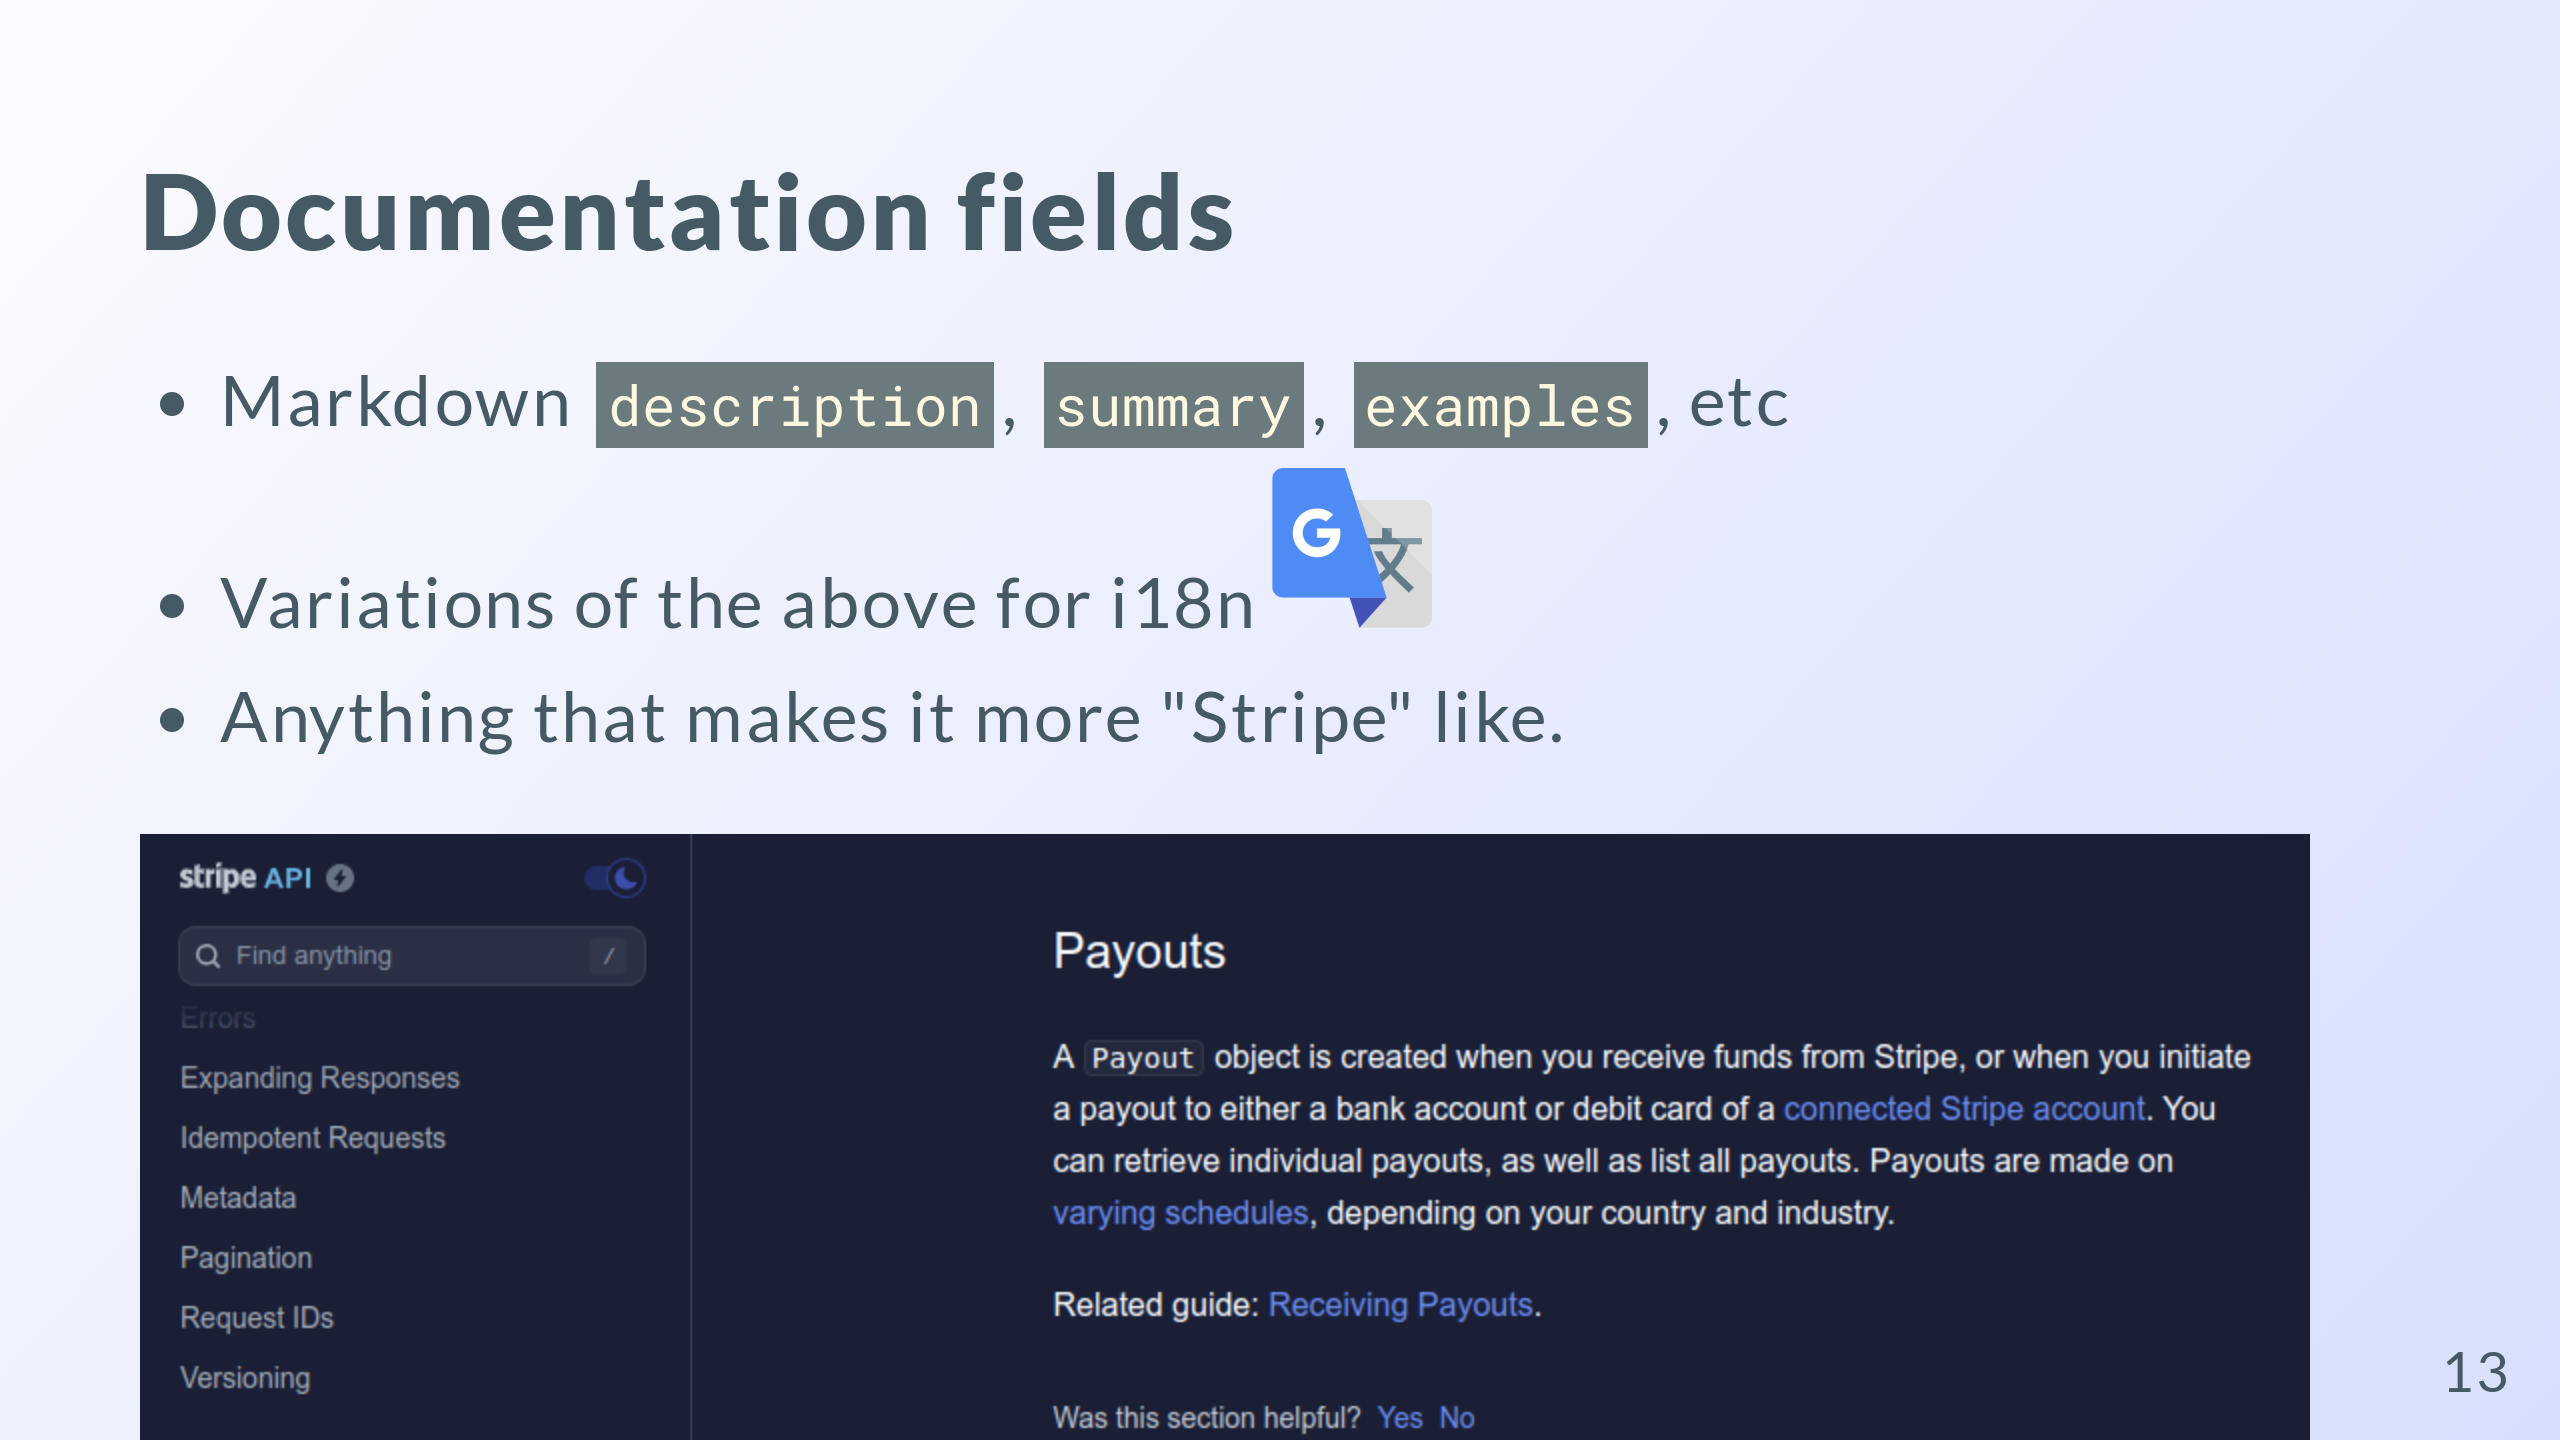 Documentation fields
• Markdown description, summary, examples, etc
G 文
• Variations of the above for i18n
• Anything that makes it more "Stripe" like.
stripe API
Find anything /
Errors
Expanding Responses
Idempotent Requests
Metadata
Pagination
Request IDs
Versioning
Payouts
A Payout object is created when you receive funds from Stripe, or when you initiate
a payout to either a bank account or debit card of a connected Stripe account. You
can retrieve individual payouts, as well as list all payouts. Payouts are made on
varying schedules, depending on your country and industry.
Related guide: Receiving Payouts.
Was this section helpful? Yes No
13